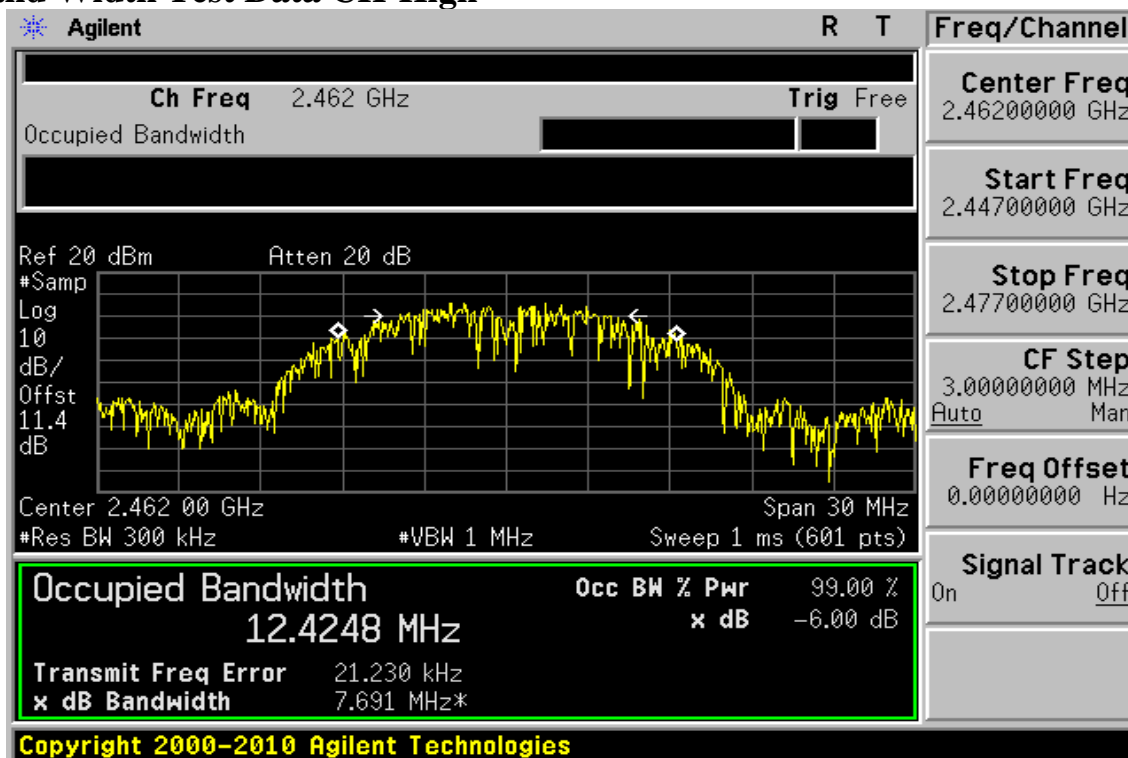 Width Test Data CH-High
Agilent
R T
Freq/Channel
Ch Freq 2.462 GHz
Trig Free
Occupied Bandwidth
Center Freq
2.46200000 GHz
Start Freq
2.44700000 GHz
Stop Freq
2.47700000 GHz
CF Step
3.00000000 MHz
Auto Man
Freq Offset
0.00000000 Hz
Signal Track
On Off
Ref 20 dBm
Atten 20 dB
#Samp
Log
10
dB/
Offst
11.4
dB
Center 2.462 00 GHz
Span 30 MHz
#Res BW 300 kHz
#VBW 1 MHz
Sweep 1 ms (601 pts)
Occupied Bandwidth
12.4248 MHz
Occ BW % Pwr 99.00 %
x dB -6.00 dB
Transmit Freq Error 21.230 kHz
x dB Bandwidth 7.691 MHz*
Copyright 2000-2010 Agilent Technologies